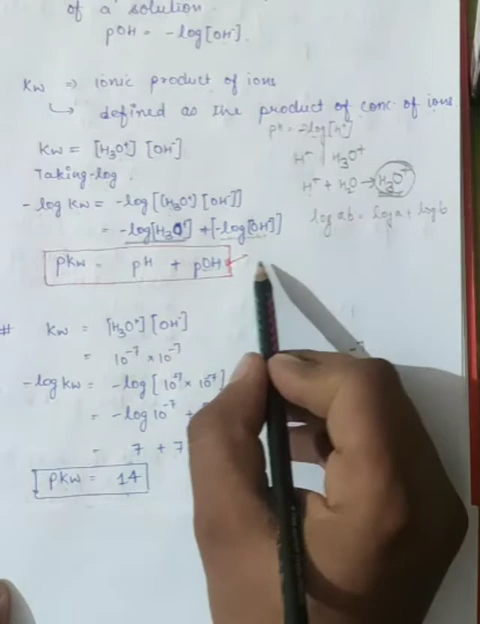 of a solution.
pOH = -log[OH⁻].
Kw ⇒ ionic product of ions
↳ defined as the product of conc. of ions
pH = -log[H⁺]
Kw = [H₃O⁺] [OH⁻]
H⁺ H₃O⁺
Taking log.
H⁺ + H₂O → H₃O⁺
-log Kw = -log[(H₃O⁺) [OH⁻]]
log ab = log a + log b
= -log[H₃O⁺] + [-log[OH⁻]]
PKw = pH + pOH
# Kw = [H₃O⁺] [OH⁻]
= 10⁻⁷ × 10⁻⁷
-log Kw = -log [10⁻⁷ × 10⁻⁷]
= -log 10⁻⁷ +
= 7 + 7
PKw = 14